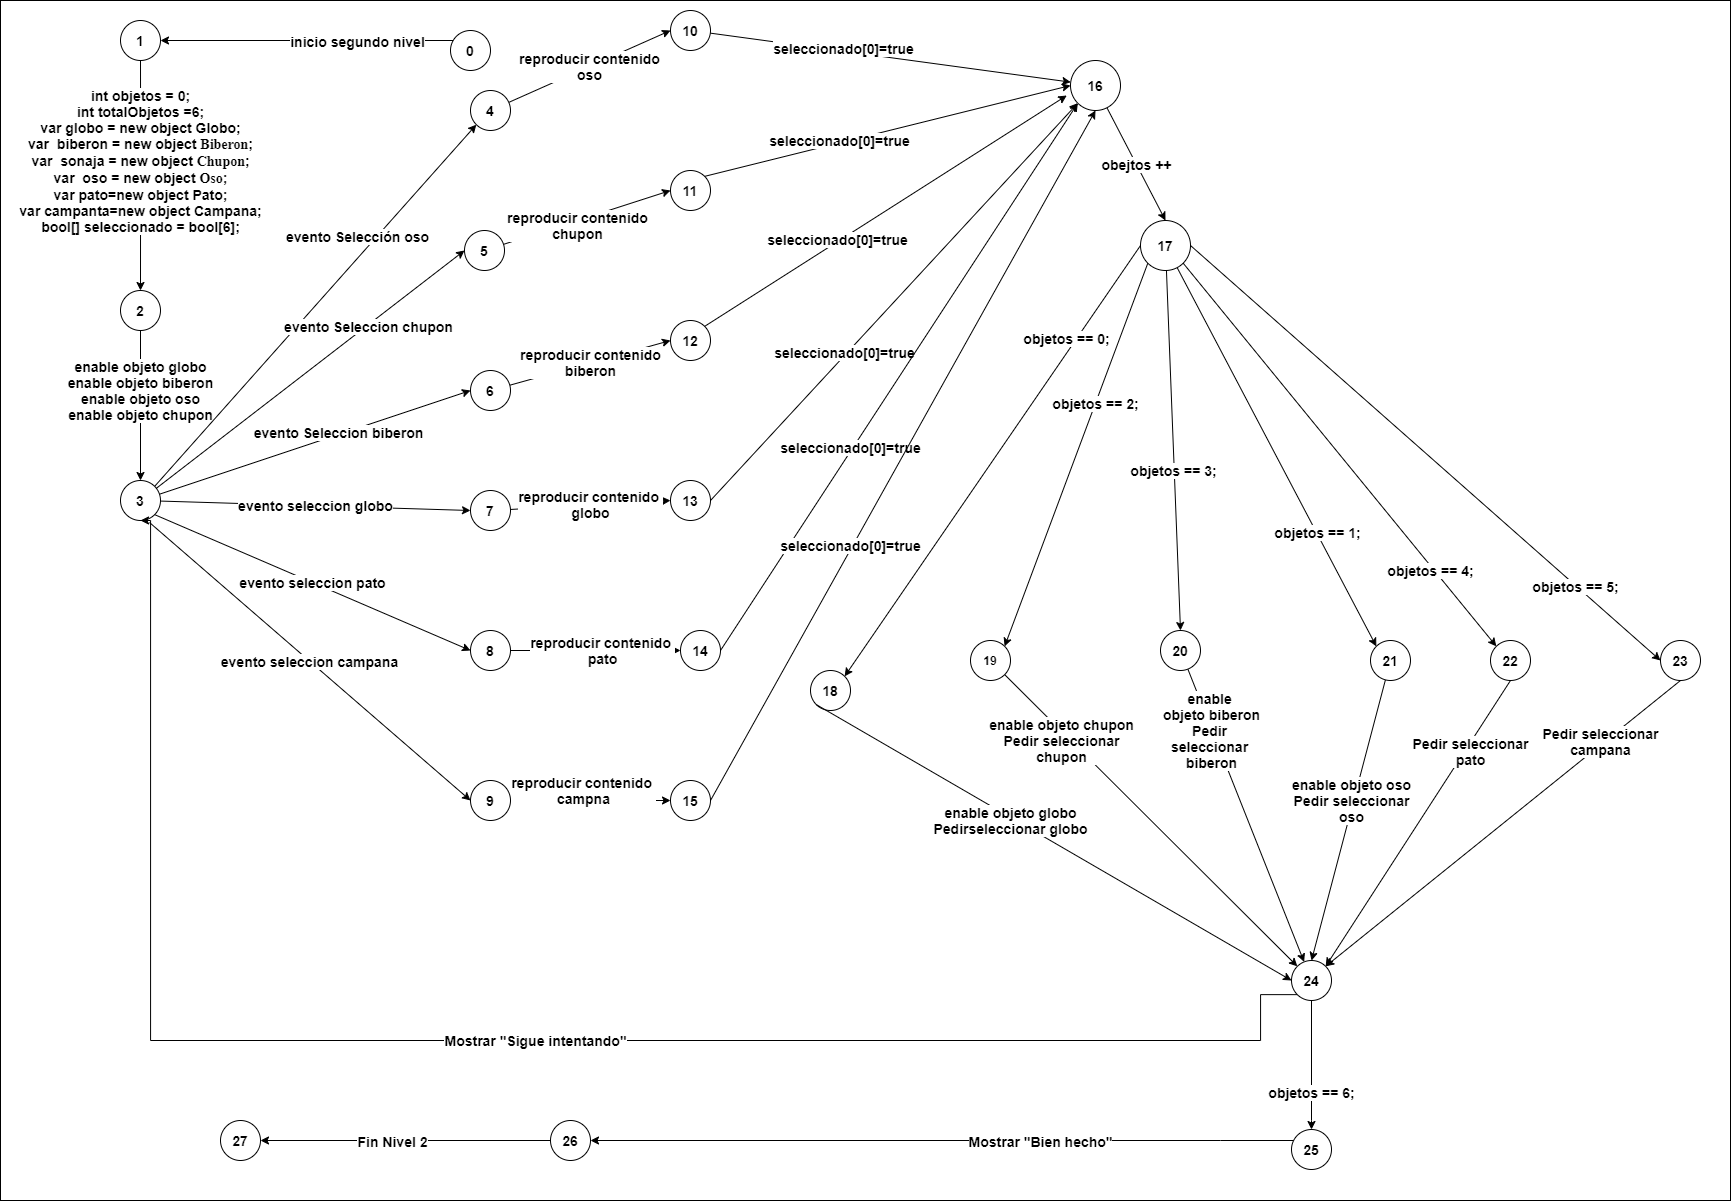 1
inicio segundo nivel
0
int objetos = 0;
int totalObjetos =6;
var globo = new object Globo;
var  biberon = new object Biberon;
var  sonaja = new object Chupon;
var  oso = new object Oso;
var pato=new object Pato;
var campanta=new object Campana;
bool[] seleccionado = bool[6];
2
enable objeto globo
enable objeto biberon
enable objeto oso
enable objeto chupon
3
evento Selección oso
evento Seleccion chupon
evento Seleccion biberon
evento seleccion globo
evento seleccion pato
evento seleccion campana
4
5
6
7
8
9
reproducir contenido
oso
reproducir contenido
chupon
reproducir contenido
biberon
reproducir contenido
globo
reproducir contenido
pato
reproducir contenido
campna
10
11
12
13
14
15
seleccionado[0]=true
seleccionado[0]=true
seleccionado[0]=true
seleccionado[0]=true
seleccionado[0]=true
seleccionado[0]=true
16
obejtos ++
17
objetos == 0;
objetos == 2;
objetos == 3;
objetos == 1;
objetos == 4;
objetos == 5;
18
19
20
21
22
23
enable objeto globo
Pedirseleccionar globo
enable objeto chupon
Pedir seleccionar
chupon
enable
objeto biberon
Pedir
seleccionar
biberon
enable objeto oso
Pedir seleccionar
oso
Pedir seleccionar
pato
Pedir seleccionar
campana
24
Mostrar "Sigue intentando"
objetos == 6;
25
Mostrar "Bien hecho"
26
Fin Nivel 2
27